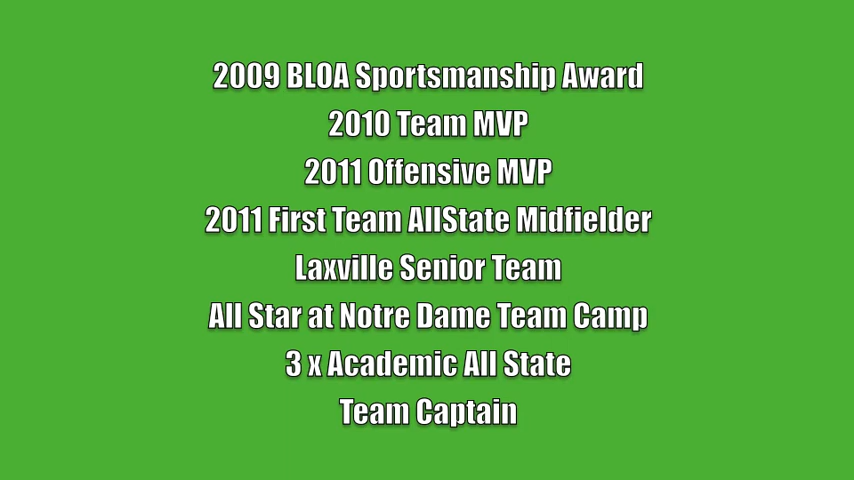 2009 BLOA Sportsmanship Award
2010 Team MVP
2011 Offensive MVP
2011 First Team AllState Midfielder
Laxville Senior Team
All Star at Notre Dame Team Camp
3 x Academic All State
Team Captain